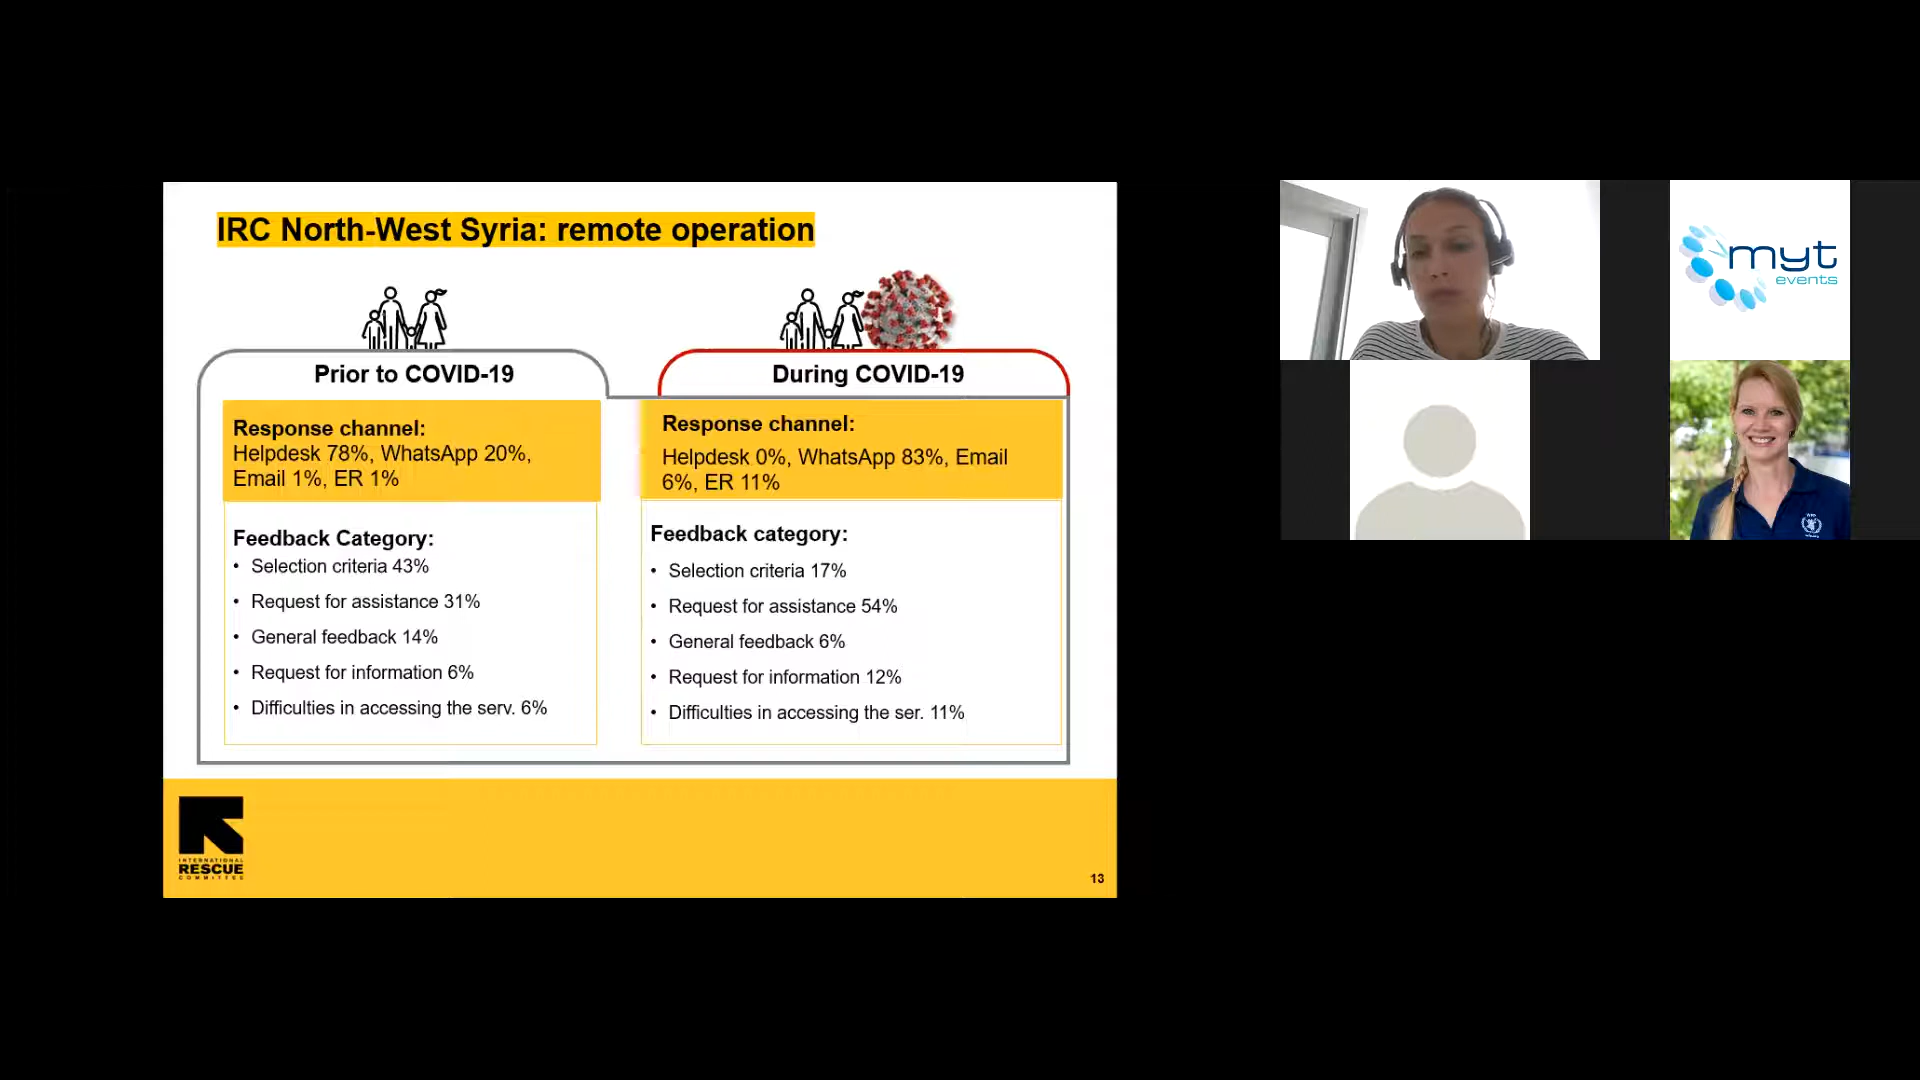 IRC North-West Syria: remote operation
Prior to COVID-19
Response channel:
Helpdesk 78%, WhatsApp 20%,
Email 1%, ER 1%
Feedback Category:
• Selection criteria 43%
• Request for assistance 31%
• General feedback 14%
• Request for information 6%
• Difficulties in accessing the serv. 6%
During COVID-19
Response channel:
Helpdesk 0%, WhatsApp 83%, Email
6%, ER 11%
Feedback category:
• Selection criteria 17%
• Request for assistance 54%
• General feedback 6%
• Request for information 12%
• Difficulties in accessing the ser. 11%
INTERNATIONAL
RESCUE
COMMITTEE
13
myt
events